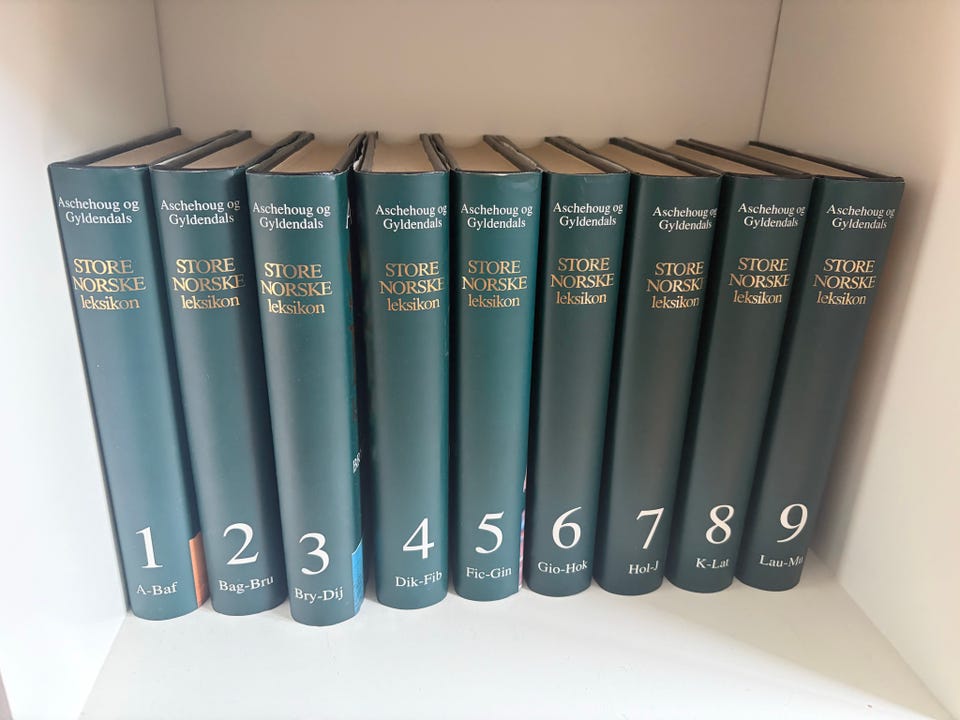 Aschehoug og
Gyldendals
STORE
NORSKE
leksikon
1
A-Baf
Aschehoug og
Gyldendals
STORE
NORSKE
leksikon
2
Bag-Bru
Aschehoug og
Gyldendals
STORE
NORSKE
leksikon
3
Bry-Dij
Aschehoug og
Gyldendals
STORE
NORSKE
leksikon
4
Dik-Fib
Aschehoug og
Gyldendals
STORE
NORSKE
leksikon
5
Fic-Gin
Aschehoug og
Gyldendals
STORE
NORSKE
leksikon
6
Gio-Hok
Aschehoug og
Gyldendals
STORE
NORSKE
leksikon
7
Hol-J
Aschehoug og
Gyldendals
STORE
NORSKE
leksikon
8
K-Lat
Aschehoug og
Gyldendals
STORE
NORSKE
leksikon
9